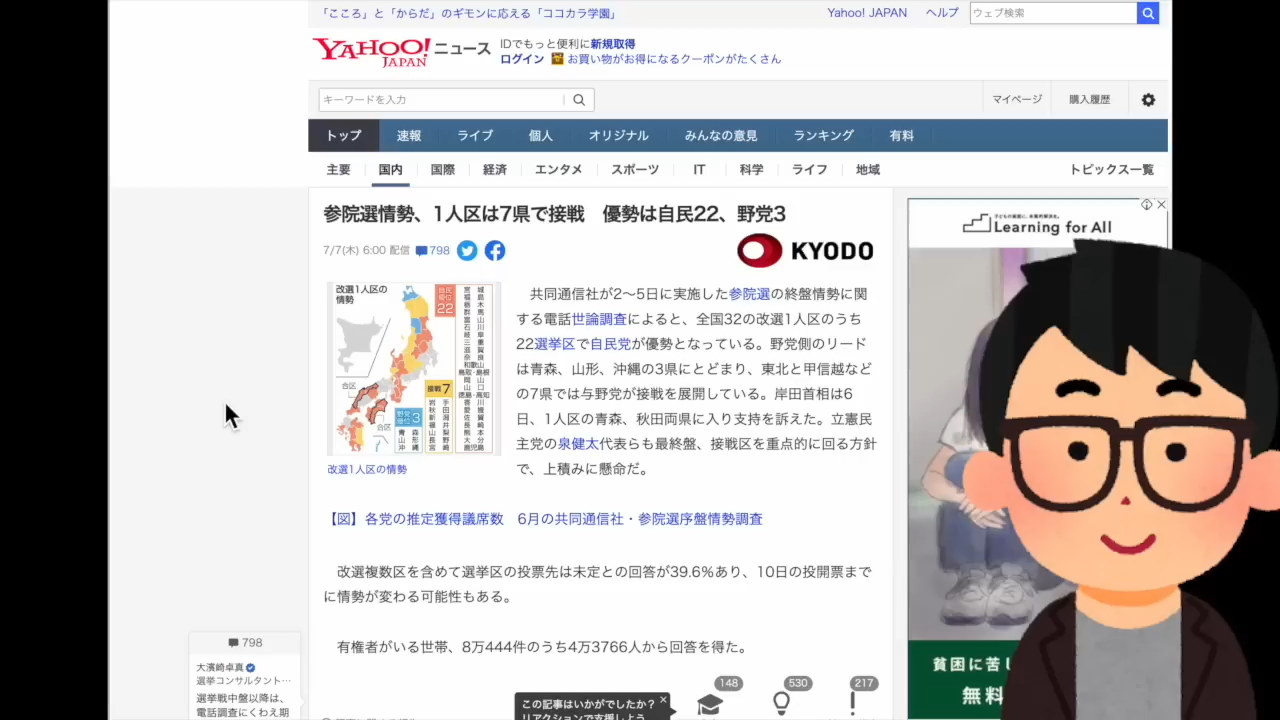 「こころ」と「からだ」のギモンに応える「ココカラ学園」
Yahoo! JAPAN ヘルプ ウェブ検索
YAHOO! JAPAN ニュース
IDでもっと便利に新規取得
ログイン お買い物がお得になるクーポンがたくさん
キーワードを入力
マイページ 購入履歴
トップ 速報 ライブ 個人 オリジナル みんなの意見 ランキング 有料
主要 国内 国際 経済 エンタメ スポーツ IT 科学 ライフ 地域 トピックス一覧
参院選情勢、1人区は7県で接戦　優勢は自民22、野党3
7/7(木) 6:00 配信 798
KYODO
改選1人区の
情勢
自民
優位
22
合区
合区
接戦 7
野党
優位
3
改選1人区の情勢
共同通信社が2〜5日に実施した参院選の終盤情勢に関
する電話世論調査によると、全国32の改選1人区のうち
22選挙区で自民党が優勢となっている。野党側のリード
は青森、山形、沖縄の3県にとどまり、東北と甲信越など
の7県では与野党が接戦を展開している。岸田首相は6
日、1人区の青森、秋田両県に入り支持を訴えた。立憲民
主党の泉健太代表らも最終盤、接戦区を重点的に回る方針
で、上積みに懸命だ。
【図】各党の推定獲得議席数　6月の共同通信社・参院選序盤情勢調査
改選複数区を含めて選挙区の投票先は未定との回答が39.6%あり、10日の投開票まで
に情勢が変わる可能性もある。
有権者がいる世帯、8万444件のうち4万3766人から回答を得た。
798
大濱崎卓真
選挙コンサルタント…
選挙戦中盤以降は、
電話調査にくわえ期
この記事はいかがでしたか？
リアクションで支援しよう
148 530 217
Learning for All
貧困に苦し
無料